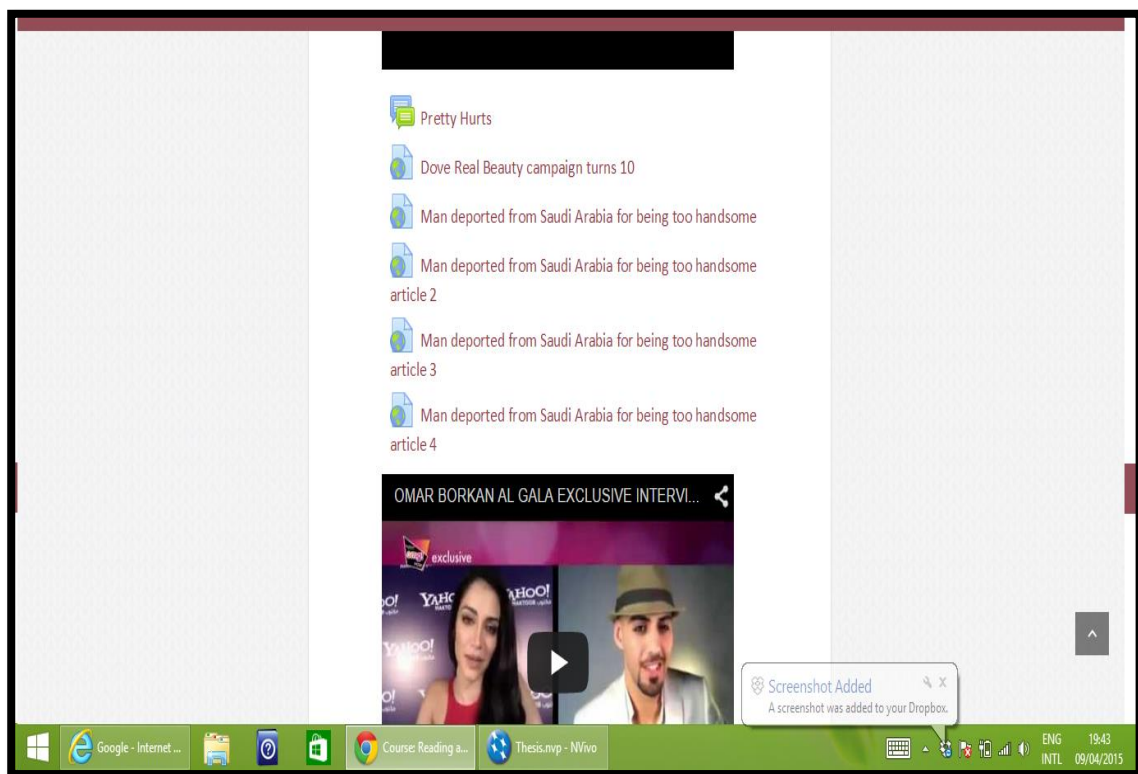 Pretty Hurts
Dove Real Beauty campaign turns 10
Man deported from Saudi Arabia for being too handsome
Man deported from Saudi Arabia for being too handsome
article 2
Man deported from Saudi Arabia for being too handsome
article 3
Man deported from Saudi Arabia for being too handsome
article 4
OMAR BORKAN AL GALA EXCLUSIVE INTERVI...
exclusive
YAHOO!
YAHOO!
Screenshot Added
A screenshot was added to your Dropbox.
Google - Internet ...
Course: Reading a...
Thesis.nvp - NVivo
ENG
INTL
19:43
09/04/2015